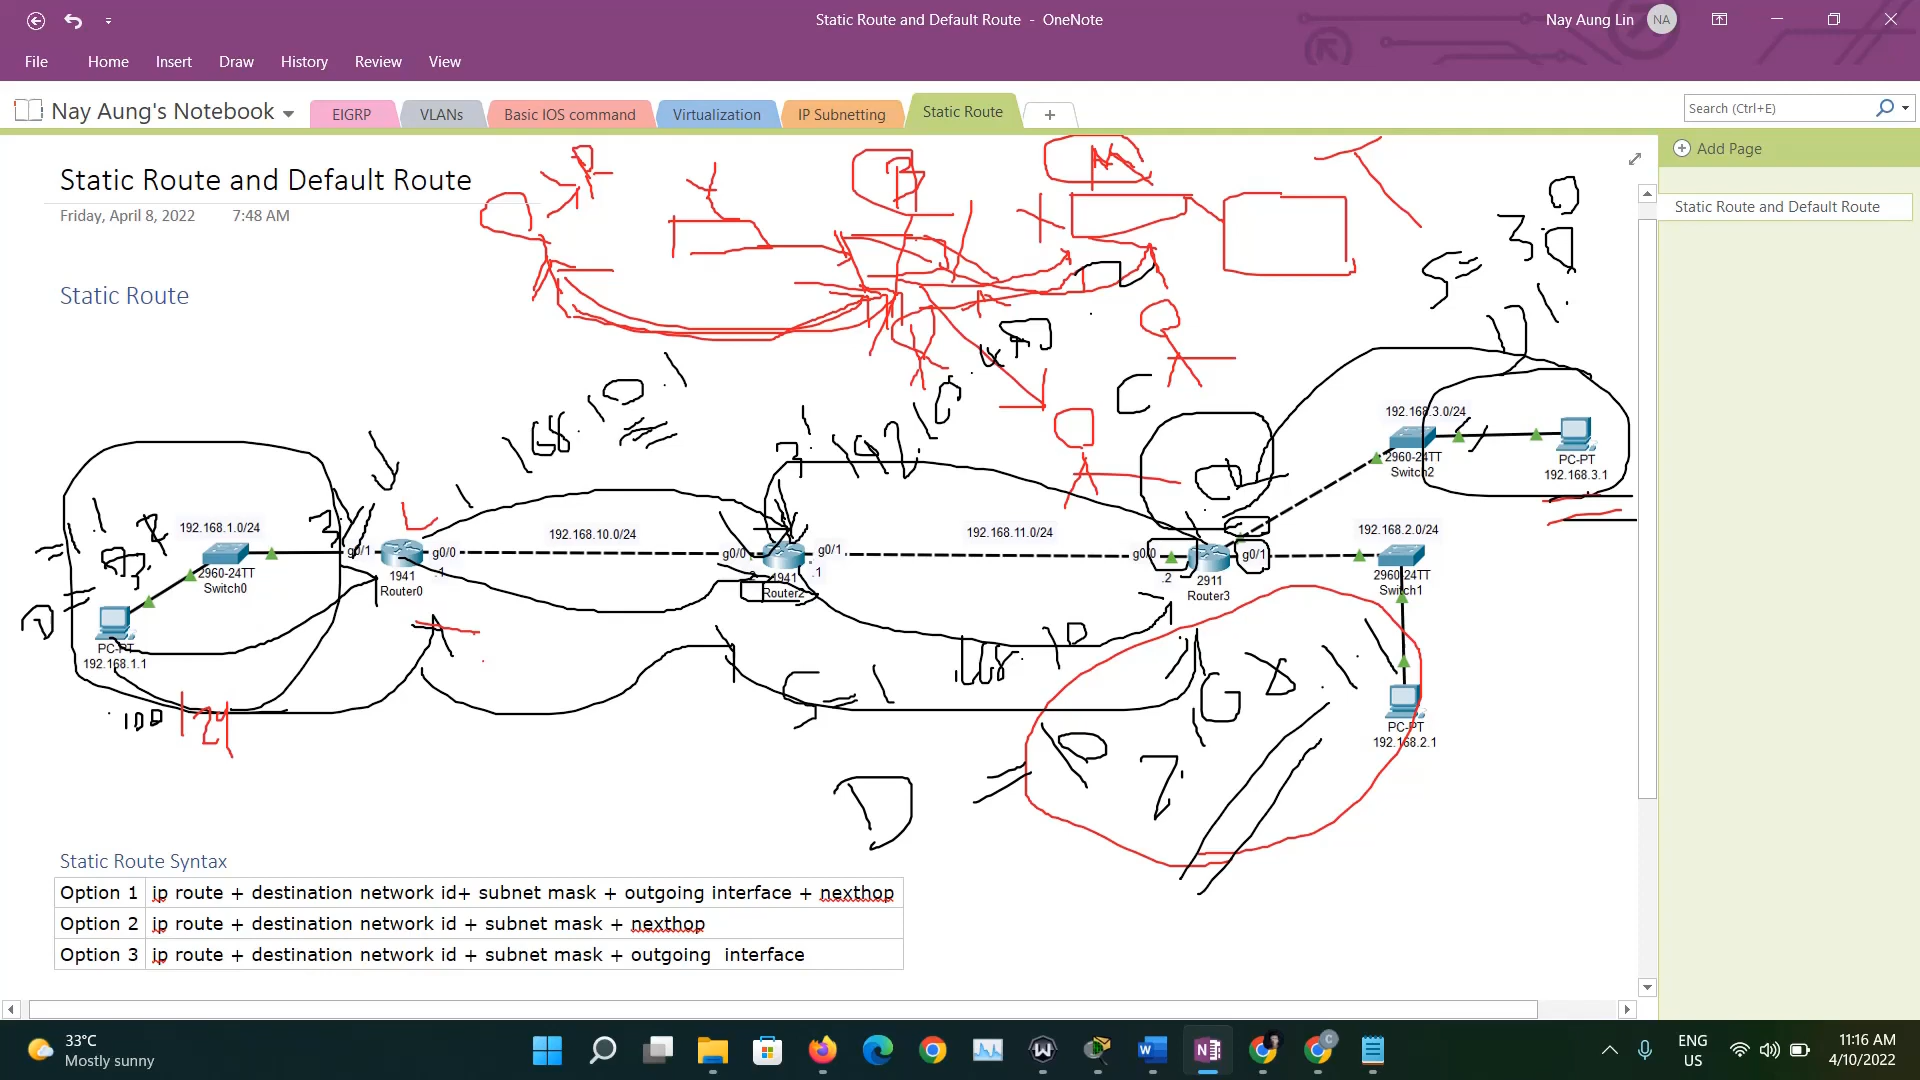 Static Route and Default Route - OneNote
Nay Aung Lin
NA
File
Home
Insert
Draw
History
Review
View
Nay Aung's Notebook
EIGRP
VLANs
Basic IOS command
Virtualization
IP Subnetting
Static Route
+
Search (Ctrl+E)
Add Page
Static Route and Default Route
Static Route and Default Route
Friday, April 8, 2022
7:48 AM
Static Route
192.168.3.0/24
2960-24TT
Switch2
PC-PT
192.168.3.1
192.168.1.0/24
192.168.10.0/24
192.168.11.0/24
192.168.2.0/24
g0/1
g0/0
g0/0
g0/1
g0/0
g0/1
2960-24TT
Switch0
1941
Router0
.1
1941
Router2
.1
.2
2911
Router3
2960-24TT
Switch1
PC-PT
192.168.1.1
PC-PT
192.168.2.1
Static Route Syntax
Option 1 ip route + destination network id+ subnet mask + outgoing interface + nexthop
Option 2 ip route + destination network id + subnet mask + nexthop
Option 3 ip route + destination network id + subnet mask + outgoing interface
33°C
Mostly sunny
ENG
US
11:16 AM
4/10/2022